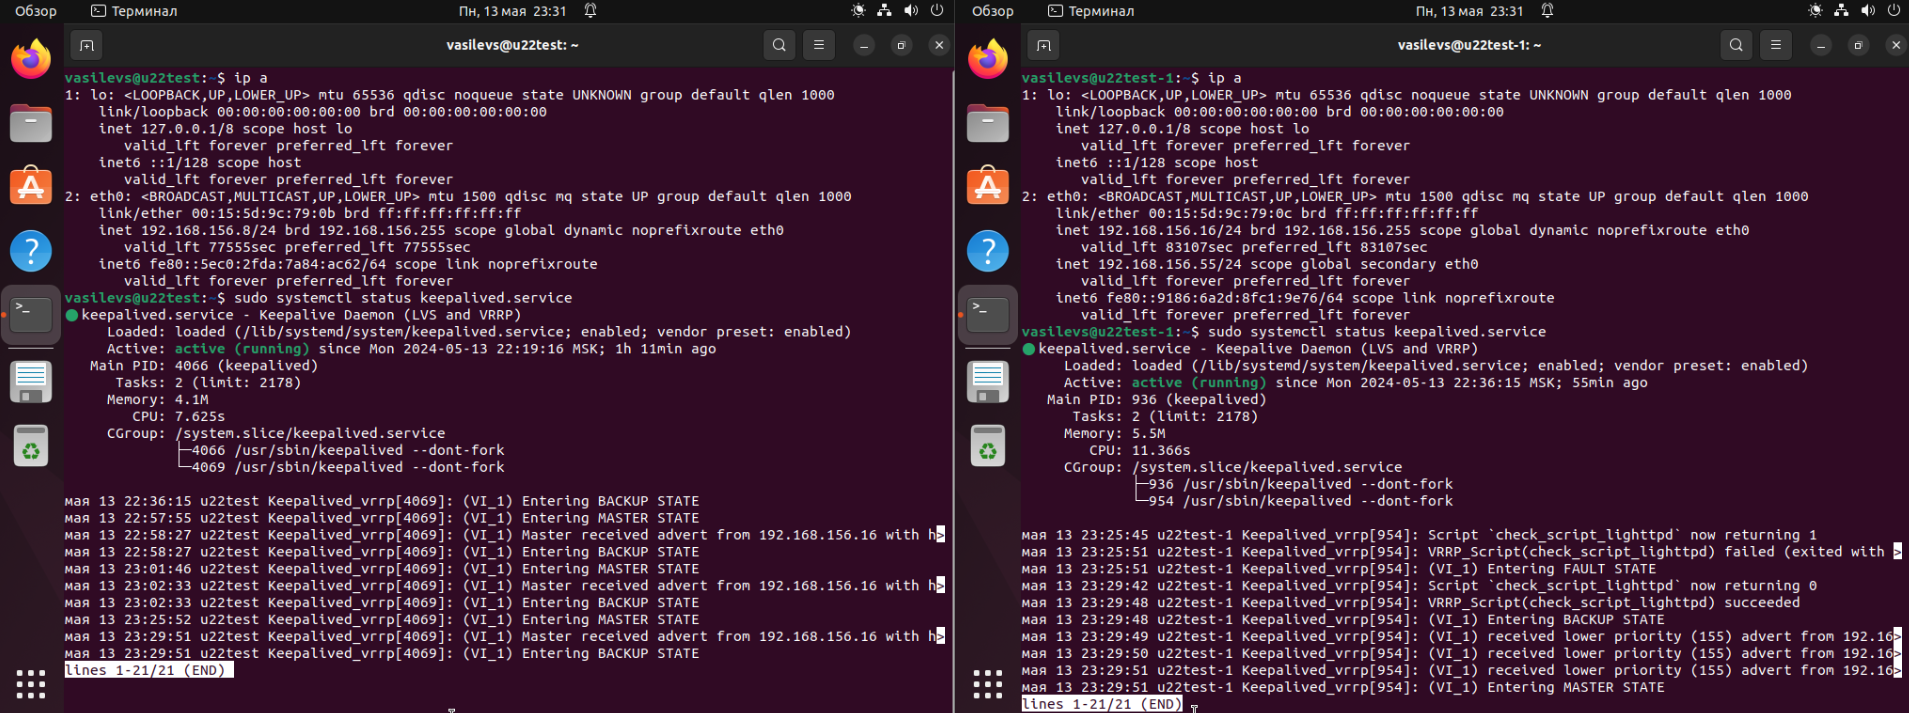 Обзор
Терминал
Пн, 13 мая 23:31
vasilevs@u22test: ~
vasilevs@u22test:~$ ip a
1: lo: <LOOPBACK,UP,LOWER_UP> mtu 65536 qdisc noqueue state UNKNOWN group default qlen 1000
link/loopback 00:00:00:00:00:00 brd 00:00:00:00:00:00
inet 127.0.0.1/8 scope host lo
valid_lft forever preferred_lft forever
inet6 ::1/128 scope host
valid_lft forever preferred_lft forever
2: eth0: <BROADCAST,MULTICAST,UP,LOWER_UP> mtu 1500 qdisc mq state UP group default qlen 1000
link/ether 00:15:5d:9c:79:0b brd ff:ff:ff:ff:ff:ff
inet 192.168.156.8/24 brd 192.168.156.255 scope global dynamic noprefixroute eth0
valid_lft 77555sec preferred_lft 77555sec
inet6 fe80::5ec0:2fda:7a84:ac62/64 scope link noprefixroute
valid_lft forever preferred_lft forever
vasilevs@u22test:~$ sudo systemctl status keepalived.service
keepalived.service - Keepalive Daemon (LVS and VRRP)
Loaded: loaded (/lib/systemd/system/keepalived.service; enabled; vendor preset: enabled)
Active: active (running) since Mon 2024-05-13 22:19:16 MSK; 1h 11min ago
Main PID: 4066 (keepalived)
Tasks: 2 (limit: 2178)
Memory: 4.1M
CPU: 7.625s
CGroup: /system.slice/keepalived.service
├─4066 /usr/sbin/keepalived --dont-fork
└─4069 /usr/sbin/keepalived --dont-fork
мая 13 22:36:15 u22test Keepalived_vrrp[4069]: (VI_1) Entering BACKUP STATE
мая 13 22:57:55 u22test Keepalived_vrrp[4069]: (VI_1) Entering MASTER STATE
мая 13 22:58:27 u22test Keepalived_vrrp[4069]: (VI_1) Master received advert from 192.168.156.16 with h>
мая 13 22:58:27 u22test Keepalived_vrrp[4069]: (VI_1) Entering BACKUP STATE
мая 13 23:01:46 u22test Keepalived_vrrp[4069]: (VI_1) Entering MASTER STATE
мая 13 23:02:33 u22test Keepalived_vrrp[4069]: (VI_1) Master received advert from 192.168.156.16 with h>
мая 13 23:02:33 u22test Keepalived_vrrp[4069]: (VI_1) Entering BACKUP STATE
мая 13 23:25:52 u22test Keepalived_vrrp[4069]: (VI_1) Entering MASTER STATE
мая 13 23:29:51 u22test Keepalived_vrrp[4069]: (VI_1) Master received advert from 192.168.156.16 with h>
мая 13 23:29:51 u22test Keepalived_vrrp[4069]: (VI_1) Entering BACKUP STATE
lines 1-21/21 (END)
Обзор
Терминал
Пн, 13 мая 23:31
vasilevs@u22test-1: ~
vasilevs@u22test-1:~$ ip a
1: lo: <LOOPBACK,UP,LOWER_UP> mtu 65536 qdisc noqueue state UNKNOWN group default qlen 1000
link/loopback 00:00:00:00:00:00 brd 00:00:00:00:00:00
inet 127.0.0.1/8 scope host lo
valid_lft forever preferred_lft forever
inet6 ::1/128 scope host
valid_lft forever preferred_lft forever
2: eth0: <BROADCAST,MULTICAST,UP,LOWER_UP> mtu 1500 qdisc mq state UP group default qlen 1000
link/ether 00:15:5d:9c:79:0c brd ff:ff:ff:ff:ff:ff
inet 192.168.156.16/24 brd 192.168.156.255 scope global dynamic noprefixroute eth0
valid_lft 83107sec preferred_lft 83107sec
inet 192.168.156.55/24 scope global secondary eth0
valid_lft forever preferred_lft forever
inet6 fe80::9186:6a2d:8fc1:9e76/64 scope link noprefixroute
valid_lft forever preferred_lft forever
vasilevs@u22test-1:~$ sudo systemctl status keepalived.service
keepalived.service - Keepalive Daemon (LVS and VRRP)
Loaded: loaded (/lib/systemd/system/keepalived.service; enabled; vendor preset: enabled)
Active: active (running) since Mon 2024-05-13 22:36:15 MSK; 55min ago
Main PID: 936 (keepalived)
Tasks: 2 (limit: 2178)
Memory: 5.5M
CPU: 11.366s
CGroup: /system.slice/keepalived.service
├─936 /usr/sbin/keepalived --dont-fork
└─954 /usr/sbin/keepalived --dont-fork
мая 13 23:25:45 u22test-1 Keepalived_vrrp[954]: Script `check_script_lighttpd` now returning 1
мая 13 23:25:51 u22test-1 Keepalived_vrrp[954]: VRRP_Script(check_script_lighttpd) failed (exited with >
мая 13 23:25:51 u22test-1 Keepalived_vrrp[954]: (VI_1) Entering FAULT STATE
мая 13 23:29:42 u22test-1 Keepalived_vrrp[954]: Script `check_script_lighttpd` now returning 0
мая 13 23:29:48 u22test-1 Keepalived_vrrp[954]: VRRP_Script(check_script_lighttpd) succeeded
мая 13 23:29:48 u22test-1 Keepalived_vrrp[954]: (VI_1) Entering BACKUP STATE
мая 13 23:29:49 u22test-1 Keepalived_vrrp[954]: (VI_1) received lower priority (155) advert from 192.16>
мая 13 23:29:50 u22test-1 Keepalived_vrrp[954]: (VI_1) received lower priority (155) advert from 192.16>
мая 13 23:29:51 u22test-1 Keepalived_vrrp[954]: (VI_1) received lower priority (155) advert from 192.16>
мая 13 23:29:51 u22test-1 Keepalived_vrrp[954]: (VI_1) Entering MASTER STATE
lines 1-21/21 (END)